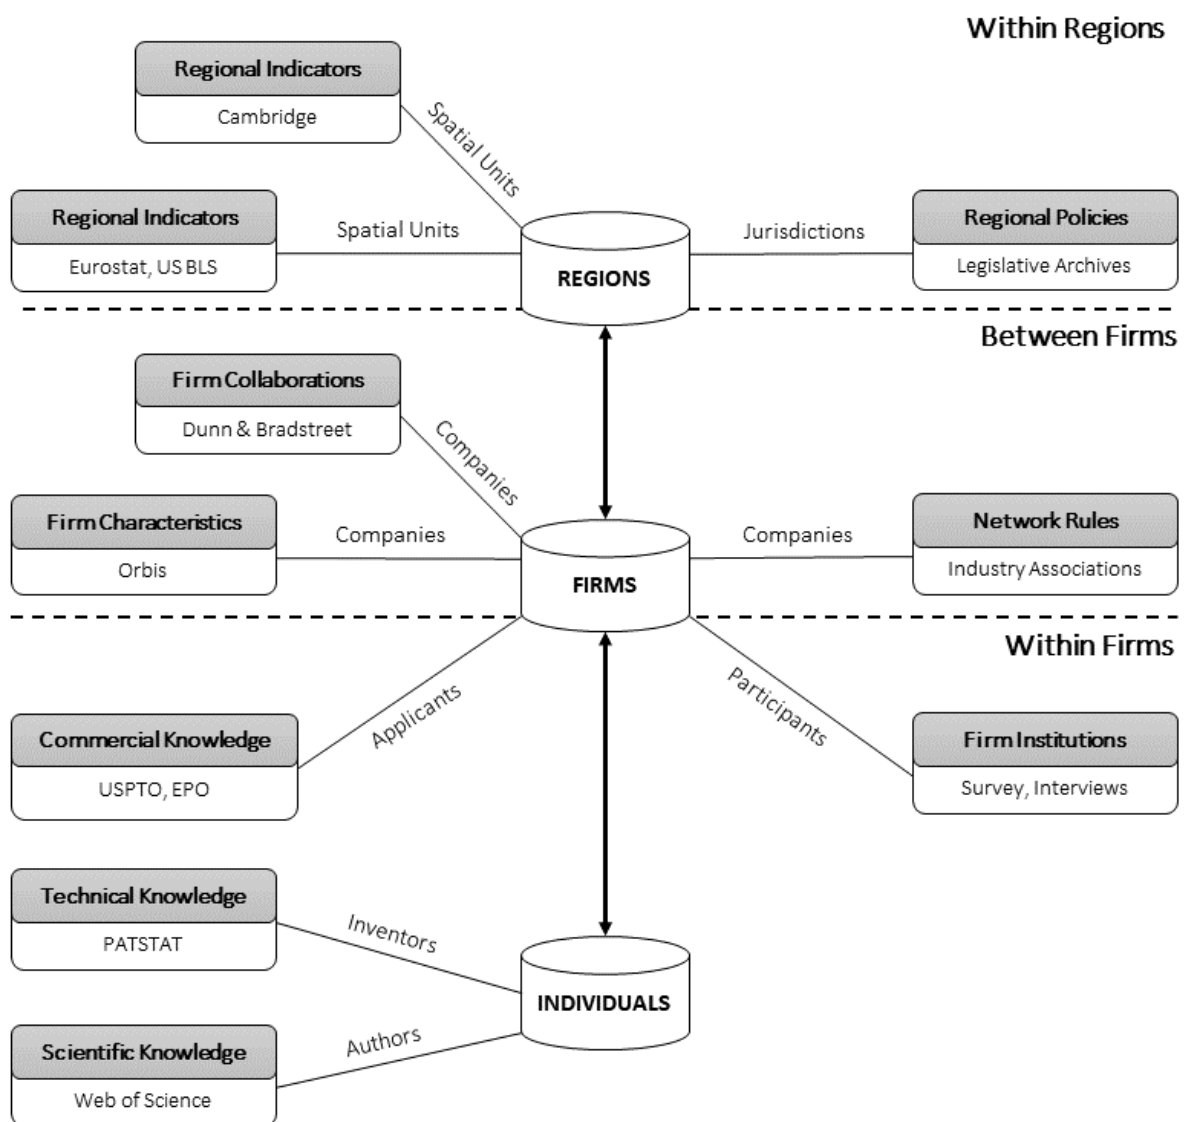 Within Regions
Regional Indicators
Cambridge
Spatial Units
Regional Indicators
Eurostat, US BLS
Spatial Units
REGIONS
Jurisdictions
Regional Policies
Legislative Archives
Between Firms
Firm Collaborations
Dunn & Bradstreet
Companies
Firm Characteristics
Orbis
Companies
FIRMS
Companies
Network Rules
Industry Associations
Within Firms
Applicants
Participants
Commercial Knowledge
USPTO, EPO
Firm Institutions
Survey, Interviews
Technical Knowledge
PATSTAT
Inventors
INDIVIDUALS
Authors
Scientific Knowledge
Web of Science